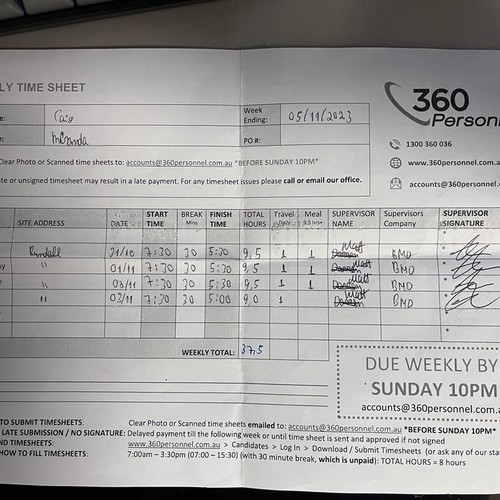 LY TIME SHEET
360
Personn
e: Caio
Week Ending: 05/11/2023
e: Miranda
PO#:
1300 360 036
www.360personnel.com
accounts@360personnel.c
Clear Photo or Scanned time sheets to: accounts@360personnel.com.au *BEFORE SUNDAY 10PM*
te or unsigned timesheet may result in a late payment. For any timesheet issues please call or email our office.
SITE ADDRESS DATE START TIME BREAK Mins FINISH TIME TOTAL HOURS Travel Meal 9.5 hrs+ SUPERVISOR NAME Supervisors Company SUPERVISOR SIGNATURE
31/10 7:30 30 5:30 9,5 1 1 Matt BMD
ay " 01/11 7:30 30 5:30 9,5 1 1 Matt BMD
" 02/11 7:30 30 5:30 9,5 1 1 Matt BMD
" 03/11 7:30 30 5:00 9,0 1 Matt BMD
WEEKLY TOTAL: 37,5
DUE WEEKLY BY
SUNDAY 10PM
accounts@360personnel.com.a
TO SUBMIT TIMESHEETS: Clear Photo or Scanned time sheets emailed to: accounts@360personnel.com.au *BEFORE SUNDAY 10PM*
LATE SUBMISSION / NO SIGNATURE: Delayed payment till the following week or until time sheet is sent and approved if not signed
ND TIMESHEETS: www.360personnel.com.au > Candidates > Log In > Download / Submit Timesheets (or ask any of our sta
HOW TO FILL TIMESHEETS: 7:00am – 3:30pm (07:00 – 15:30) (with 30 minute break, which is unpaid): TOTAL HOURS = 8 hours